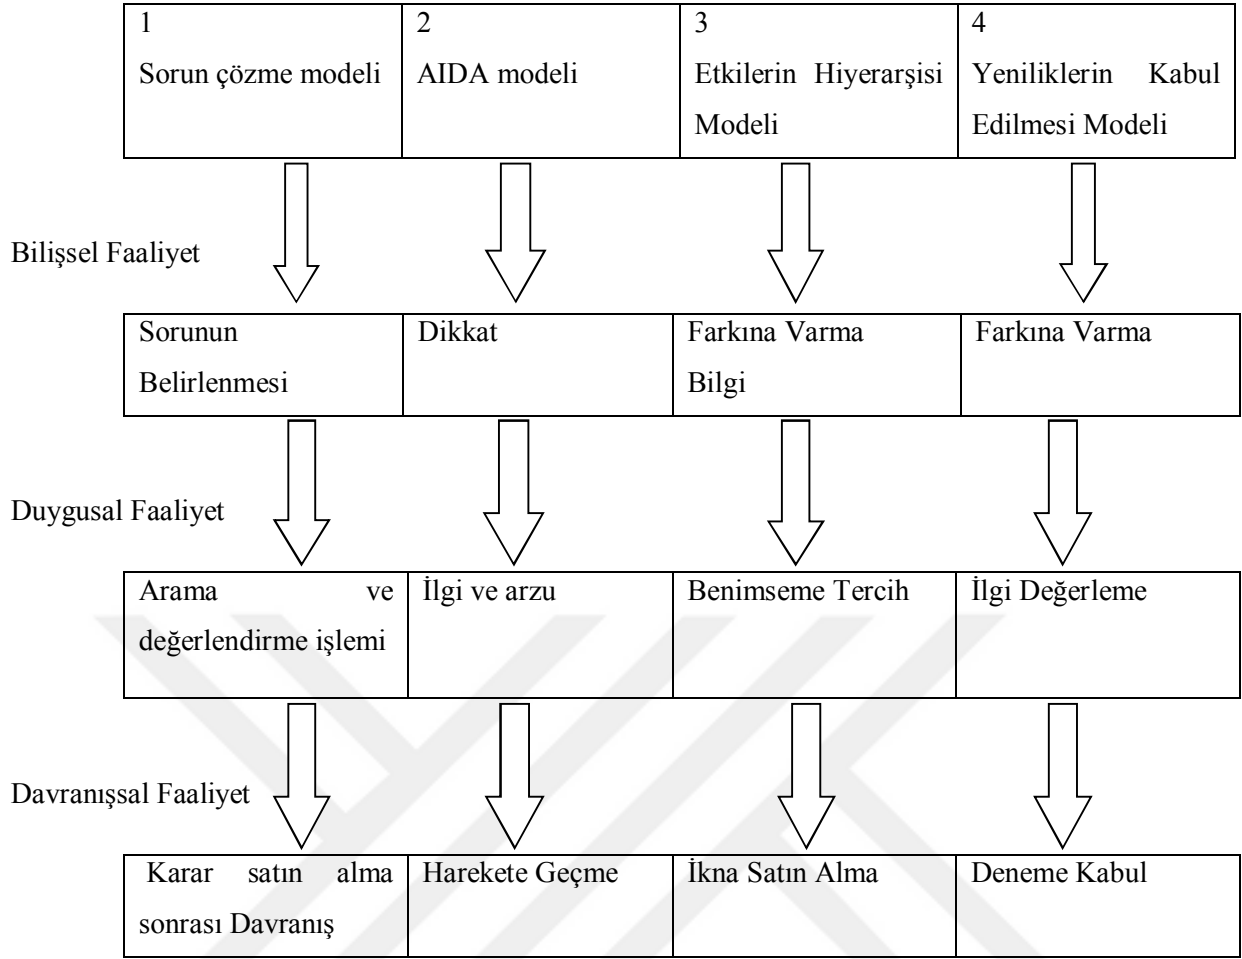 1
Sorun çözme modeli
2
AIDA modeli
3
Etkilerin Hiyerarşisi
Modeli
4
Yeniliklerin Kabul
Edilmesi Modeli
Bilişsel Faaliyet
Sorunun
Belirlenmesi
Dikkat
Farkına Varma
Bilgi
Farkına Varma
Duygusal Faaliyet
Arama ve
değerlendirme işlemi
İlgi ve arzu
Benimseme Tercih
İlgi Değerleme
Davranışsal Faaliyet
Karar satın alma
sonrası Davranış
Harekete Geçme
İkna Satın Alma
Deneme Kabul